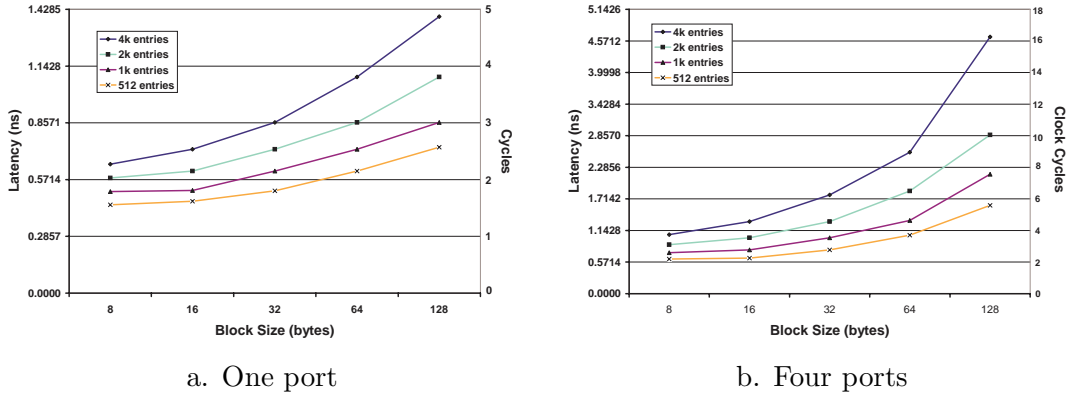 1.4285
1.1428
0.8571
0.5714
0.2857
0.0000
Latency (ns)
4k entries
2k entries
1k entries
512 entries
5
4
3
2
1
0
Cycles
8 16 32 64 128
Block Size (bytes)
a. One port
5.1426
4.5712
3.9998
3.4284
2.8570
2.2856
1.7142
1.1428
0.5714
0.0000
Latency (ns)
4k entries
2k entries
1k entries
512 entries
18
16
14
12
10
8
6
4
2
0
Clock Cycles
8 16 32 64 128
Block Size (bytes)
b. Four ports